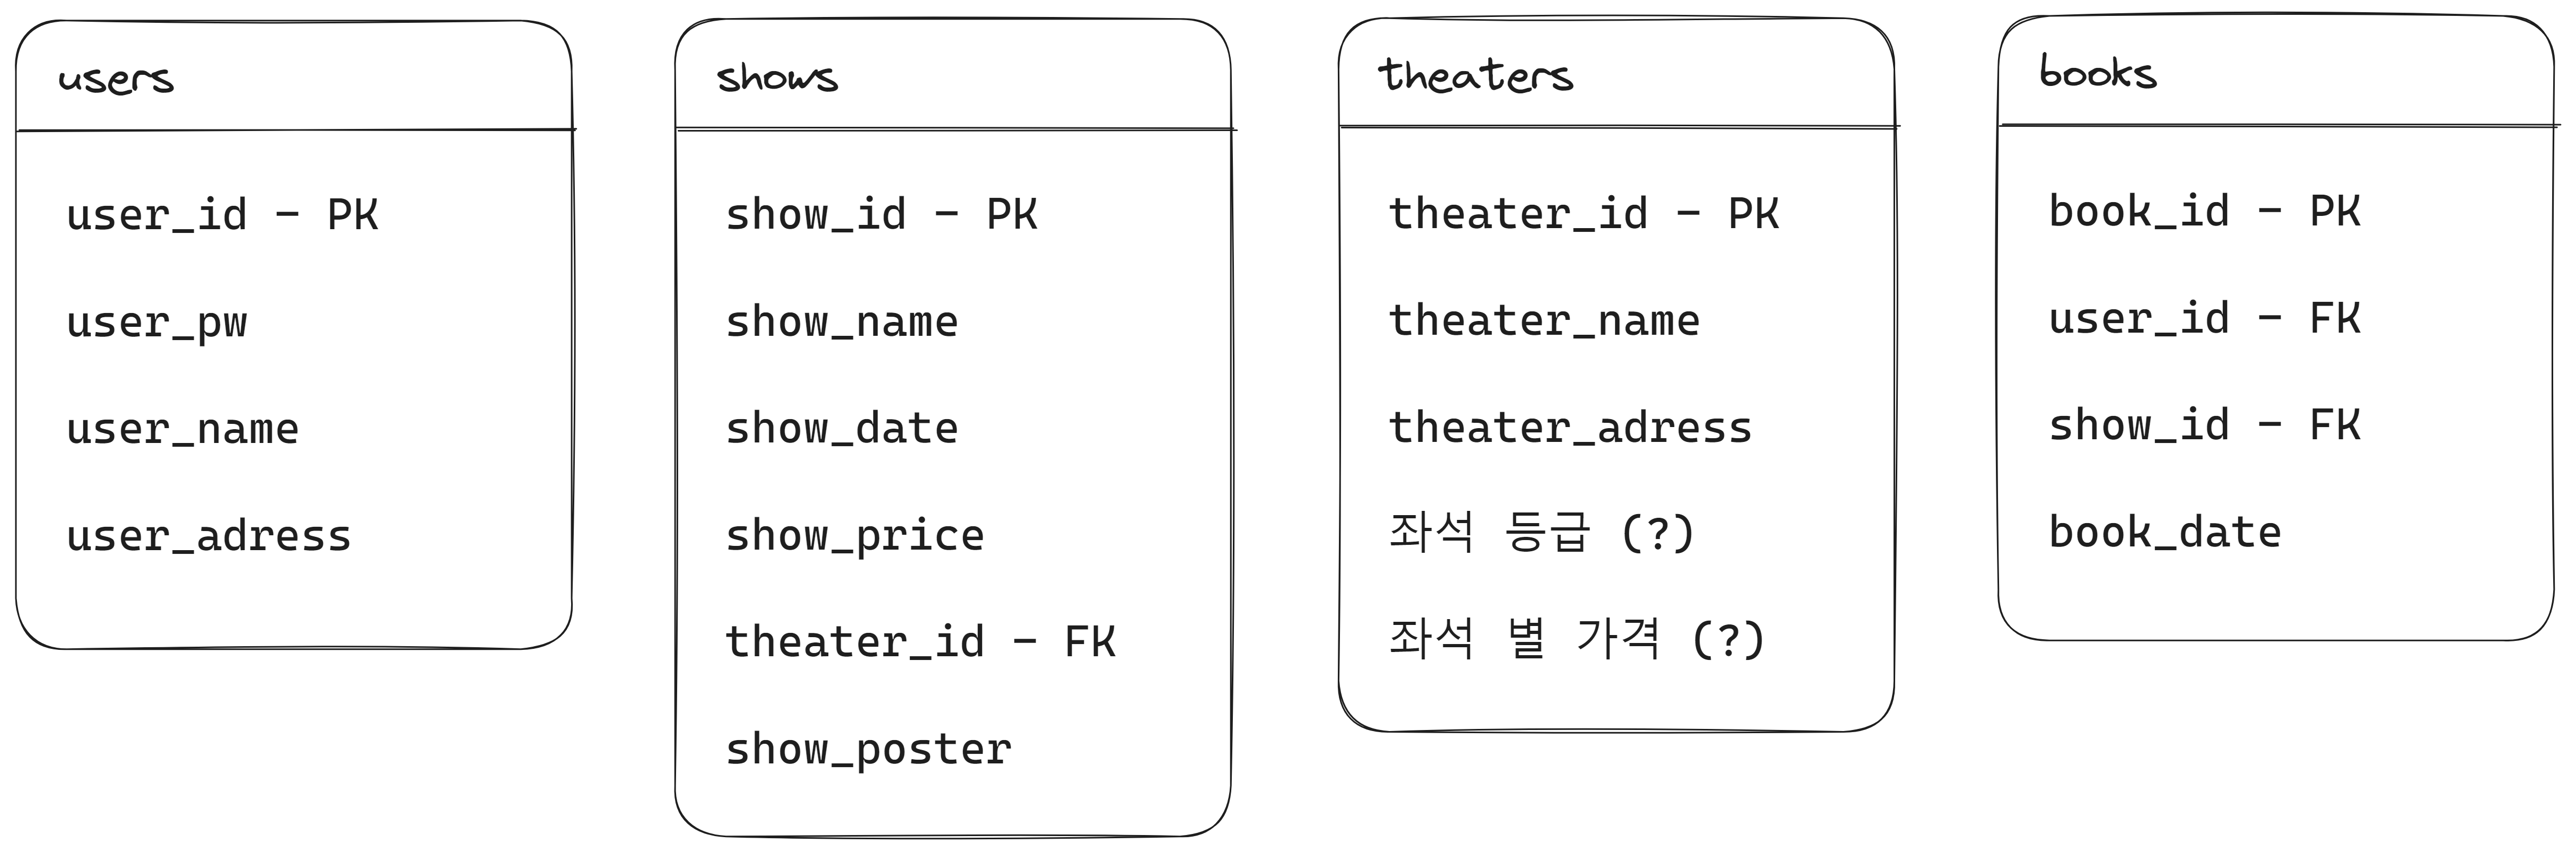 users
user_id - PK
user_pw
user_name
user_adress
shows
show_id - PK
show_name
show_date
show_price
theater_id - FK
show_poster
theaters
theater_id - PK
theater_name
theater_adress
좌석 등급 (?)
좌석 별 가격 (?)
books
book_id - PK
user_id - FK
show_id - FK
book_date